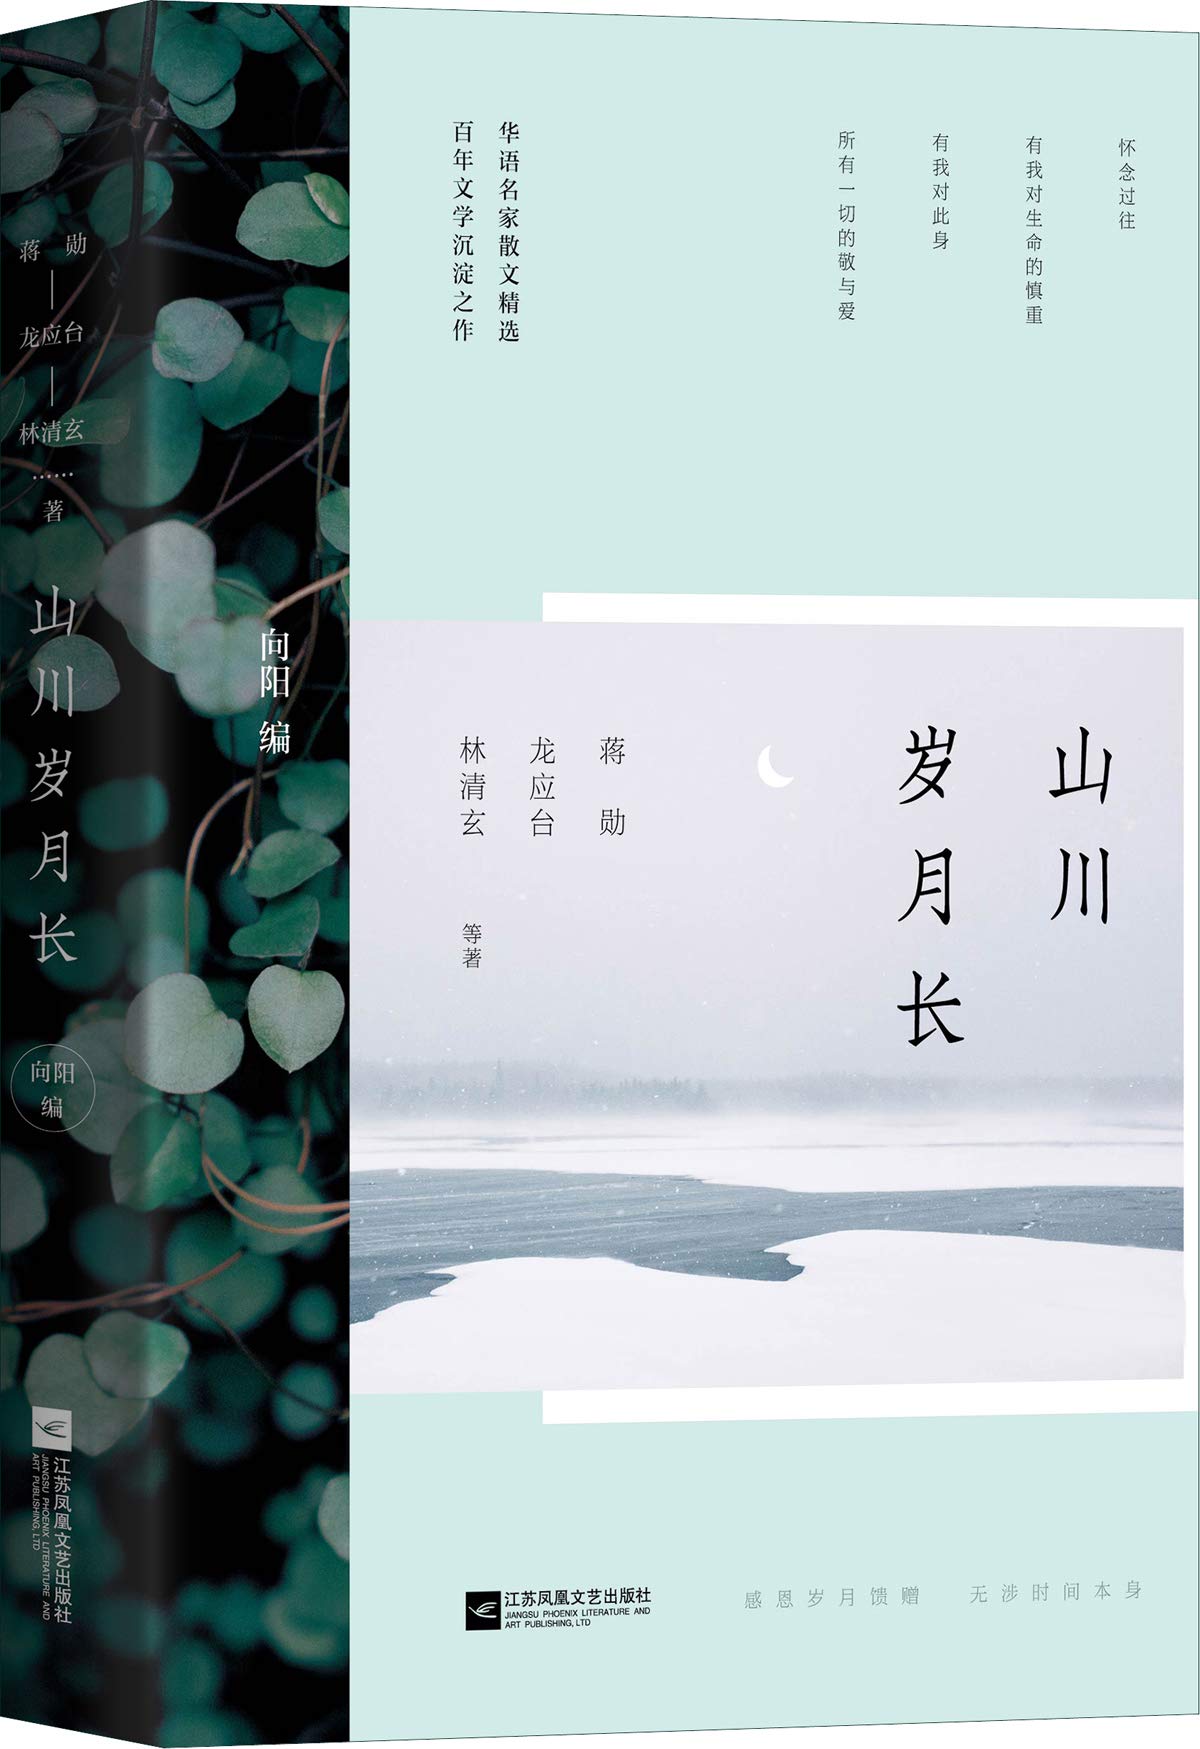 蒋 勋
龙应台
林清玄
……
著
山川岁月长
向阳
编
江苏凤凰文艺出版社
JIANGSU PHOENIX LITERATURE AND
ART PUBLISHING, LTD
向阳 编
怀念过往
有我对生命的慎重
有我对此身
所有一切的敬与爱
华语名家散文精选
百年文学沉淀之作
山川
岁月长
蒋 勋
龙应台
林清玄
等著
江苏凤凰文艺出版社
JIANGSU PHOENIX LITERATURE AND
ART PUBLISHING, LTD
感恩岁月馈赠 无涉时间本身